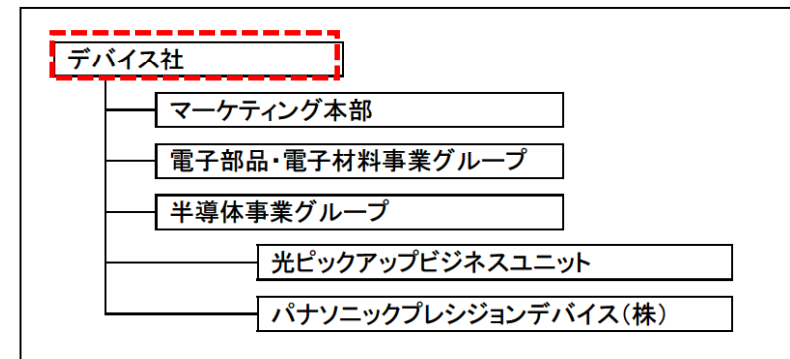 デバイス社
マーケティング本部
電子部品・電子材料事業グループ
半導体事業グループ
光ピックアップビジネスユニット
パナソニックプレシジョンデバイス（株）